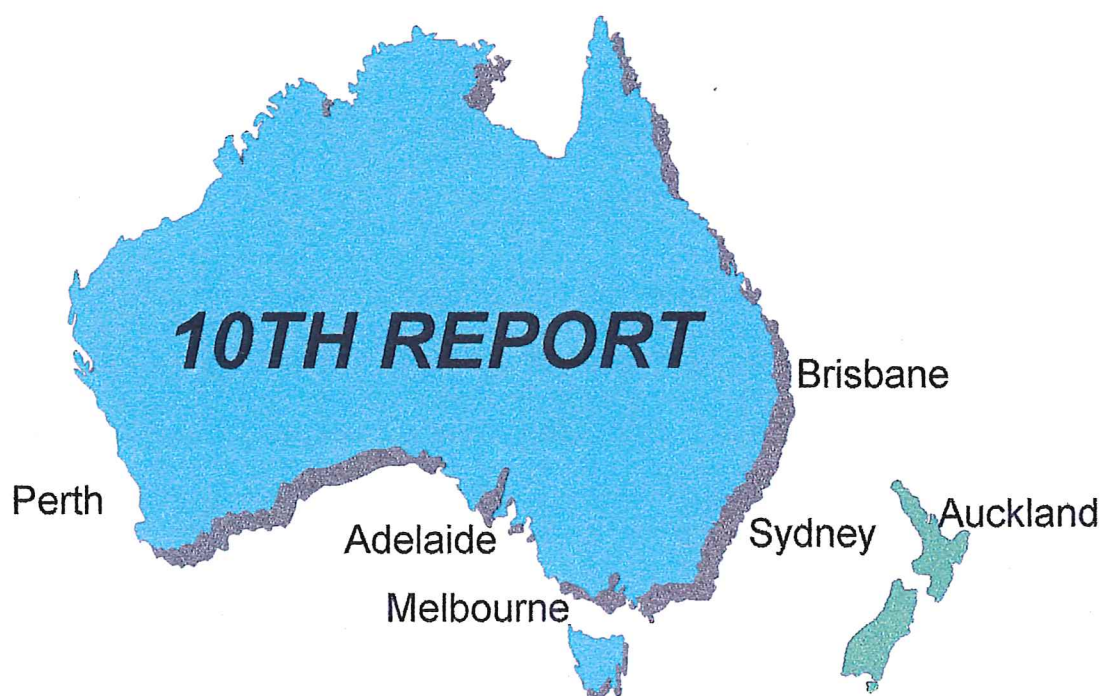 10TH REPORT
Brisbane
Perth
Adelaide
Sydney
Auckland
Melbourne